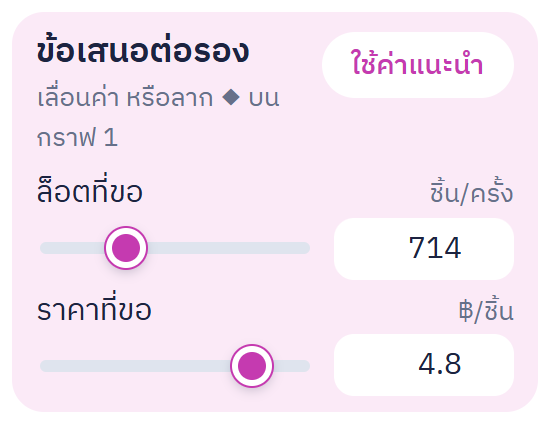 ข้อเสนอต่อรอง
ใช้ค่าแนะนำ
เลื่อนค่า หรือลาก ◆ บน
กราฟ 1
ล็อตที่ขอ
ชิ้น/ครั้ง
714
ราคาที่ขอ
฿/ชิ้น
4.8